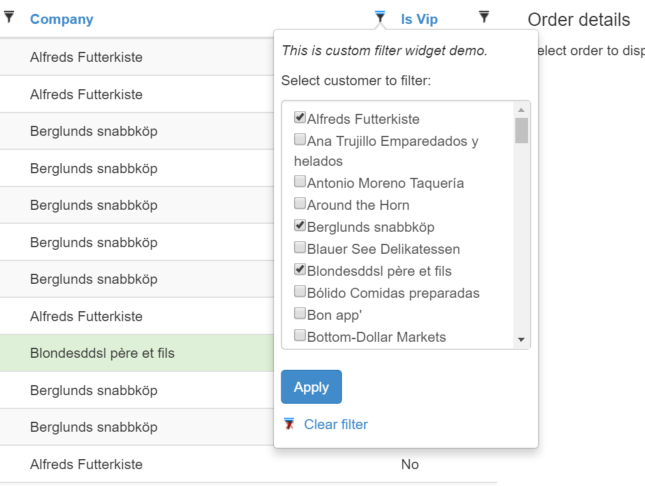 Company
Is Vip
Order details
This is custom filter widget demo.
elect order to disp
Alfreds Futterkiste
Select customer to filter:
Alfreds Futterkiste
Alfreds Futterkiste
Berglunds snabbköp
Ana Trujillo Emparedados y
helados
Berglunds snabbköp
Antonio Moreno Taquería
Berglunds snabbköp
Around the Horn
Berglunds snabbköp
Berglunds snabbköp
Blauer See Delikatessen
Berglunds snabbköp
Blondesddsl père et fils
Bólido Comidas preparadas
Alfreds Futterkiste
Bon app'
Bottom-Dollar Markets
Blondesddsl père et fils
Berglunds snabbköp
Apply
Berglunds snabbköp
Clear filter
Alfreds Futterkiste
No